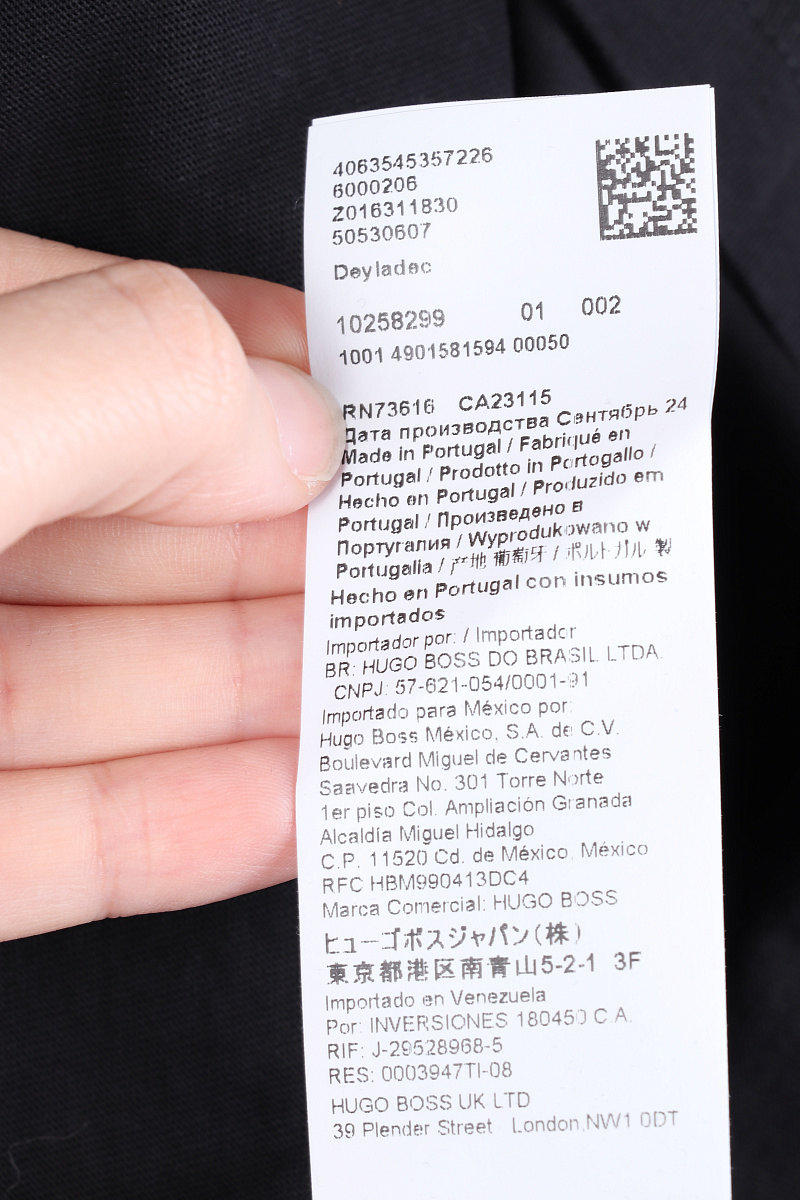 4063545357226
6000206
Z016311830
50530607
Deyladec
10258299 01 002
1001 4901581594 00050
RN73616 CA23115
Дата производства Сентябрь 24
Made in Portugal / Fabriqué en
Portugal / Prodotto in Portogallo /
Hecho en Portugal / Produzido em
Portugal / Произведено в
Португалия / Wyprodukowano w
Portugalia / 产地 葡萄牙 / ポルトガル 製
Hecho en Portugal con insumos
importados
Importador por: / Importador
BR: HUGO BOSS DO BRASIL LTDA.
CNPJ: 57-621-054/0001-91
Importado para México por:
Hugo Boss México, S.A. de C.V.
Boulevard Miguel de Cervantes
Saavedra No. 301 Torre Norte
1er piso Col. Ampliación Granada
Alcaldía Miguel Hidalgo
C.P. 11520 Cd. de México, México
RFC HBM990413DC4
Marca Comercial: HUGO BOSS
ヒューゴボスジャパン(株)
東京都港区南青山5-2-1 3F
Importado en Venezuela
Por: INVERSIONES 180450 C.A.
RIF: J-29528968-5
RES: 0003947TI-08
HUGO BOSS UK LTD
39 Plender Street London,NW1 0DT